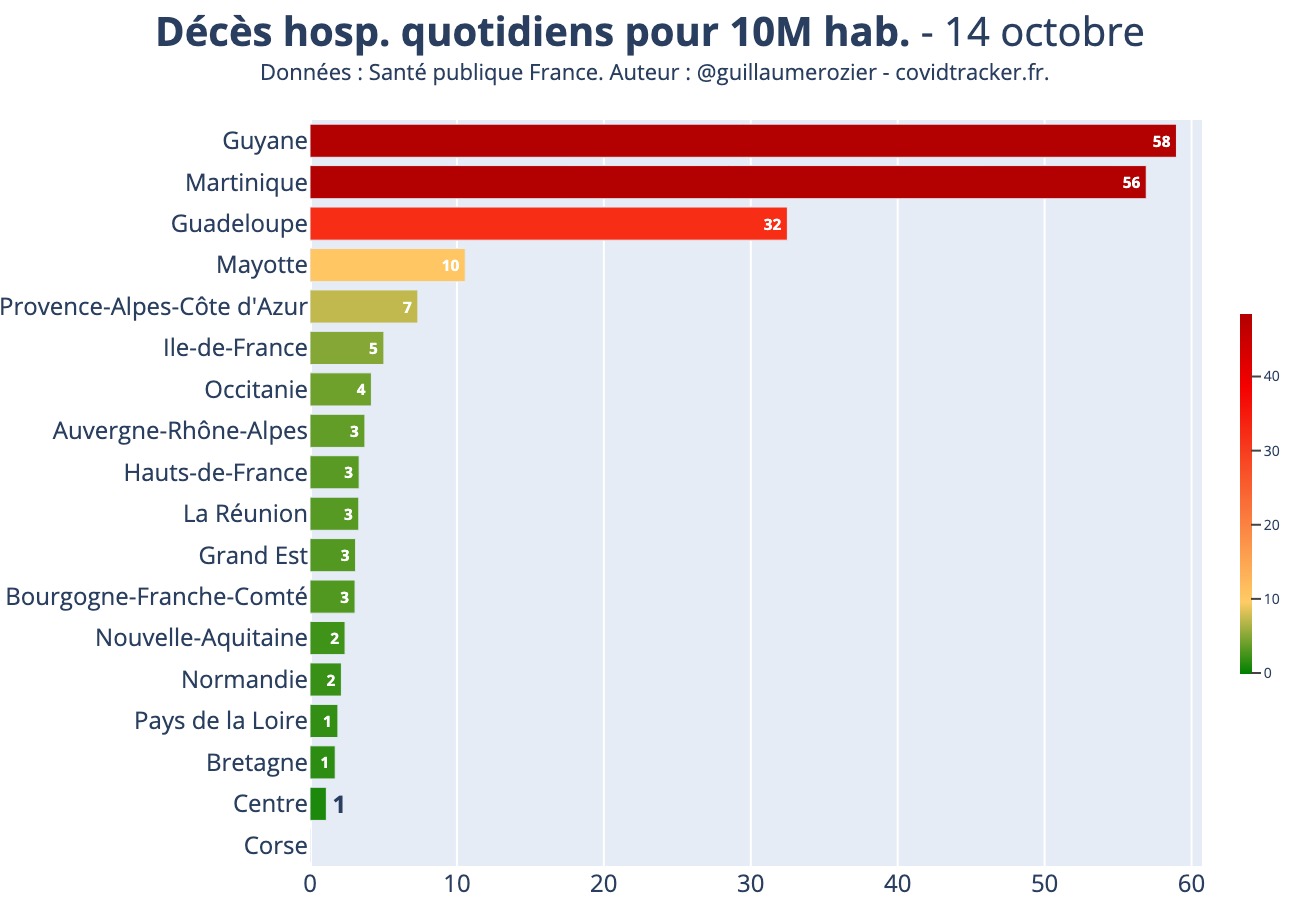 Décès hosp. quotidiens pour 10M hab. - 14 octobre
Données : Santé publique France. Auteur : @guillaumerozier - covidtracker.fr.
Guyane 58
Martinique 56
Guadeloupe 32
Mayotte 10
Provence-Alpes-Côte d'Azur 7
Ile-de-France 5
Occitanie 4
Auvergne-Rhône-Alpes 3
Hauts-de-France 3
La Réunion 3
Grand Est 3
Bourgogne-Franche-Comté 3
Nouvelle-Aquitaine 2
Normandie 2
Pays de la Loire 1
Bretagne 1
Centre 1
Corse
0 10 20 30 40 50 60
40
30
20
10
0